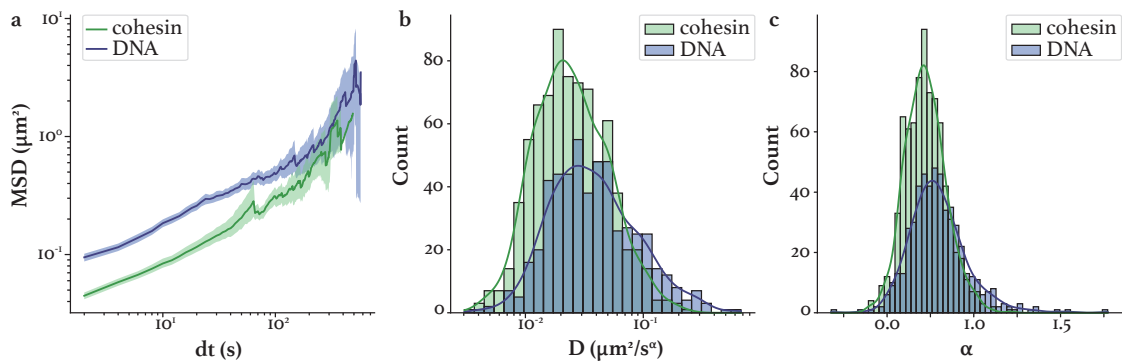 a
10¹
cohesin
DNA
10⁰
10⁻¹
MSD (μm²)
10¹
10²
dt (s)
b
cohesin
DNA
80
60
40
20
0
Count
10⁻²
10⁻¹
D (μm²/sᵅ)
c
cohesin
DNA
80
60
40
20
0
Count
0.0
1.0
1.5
α